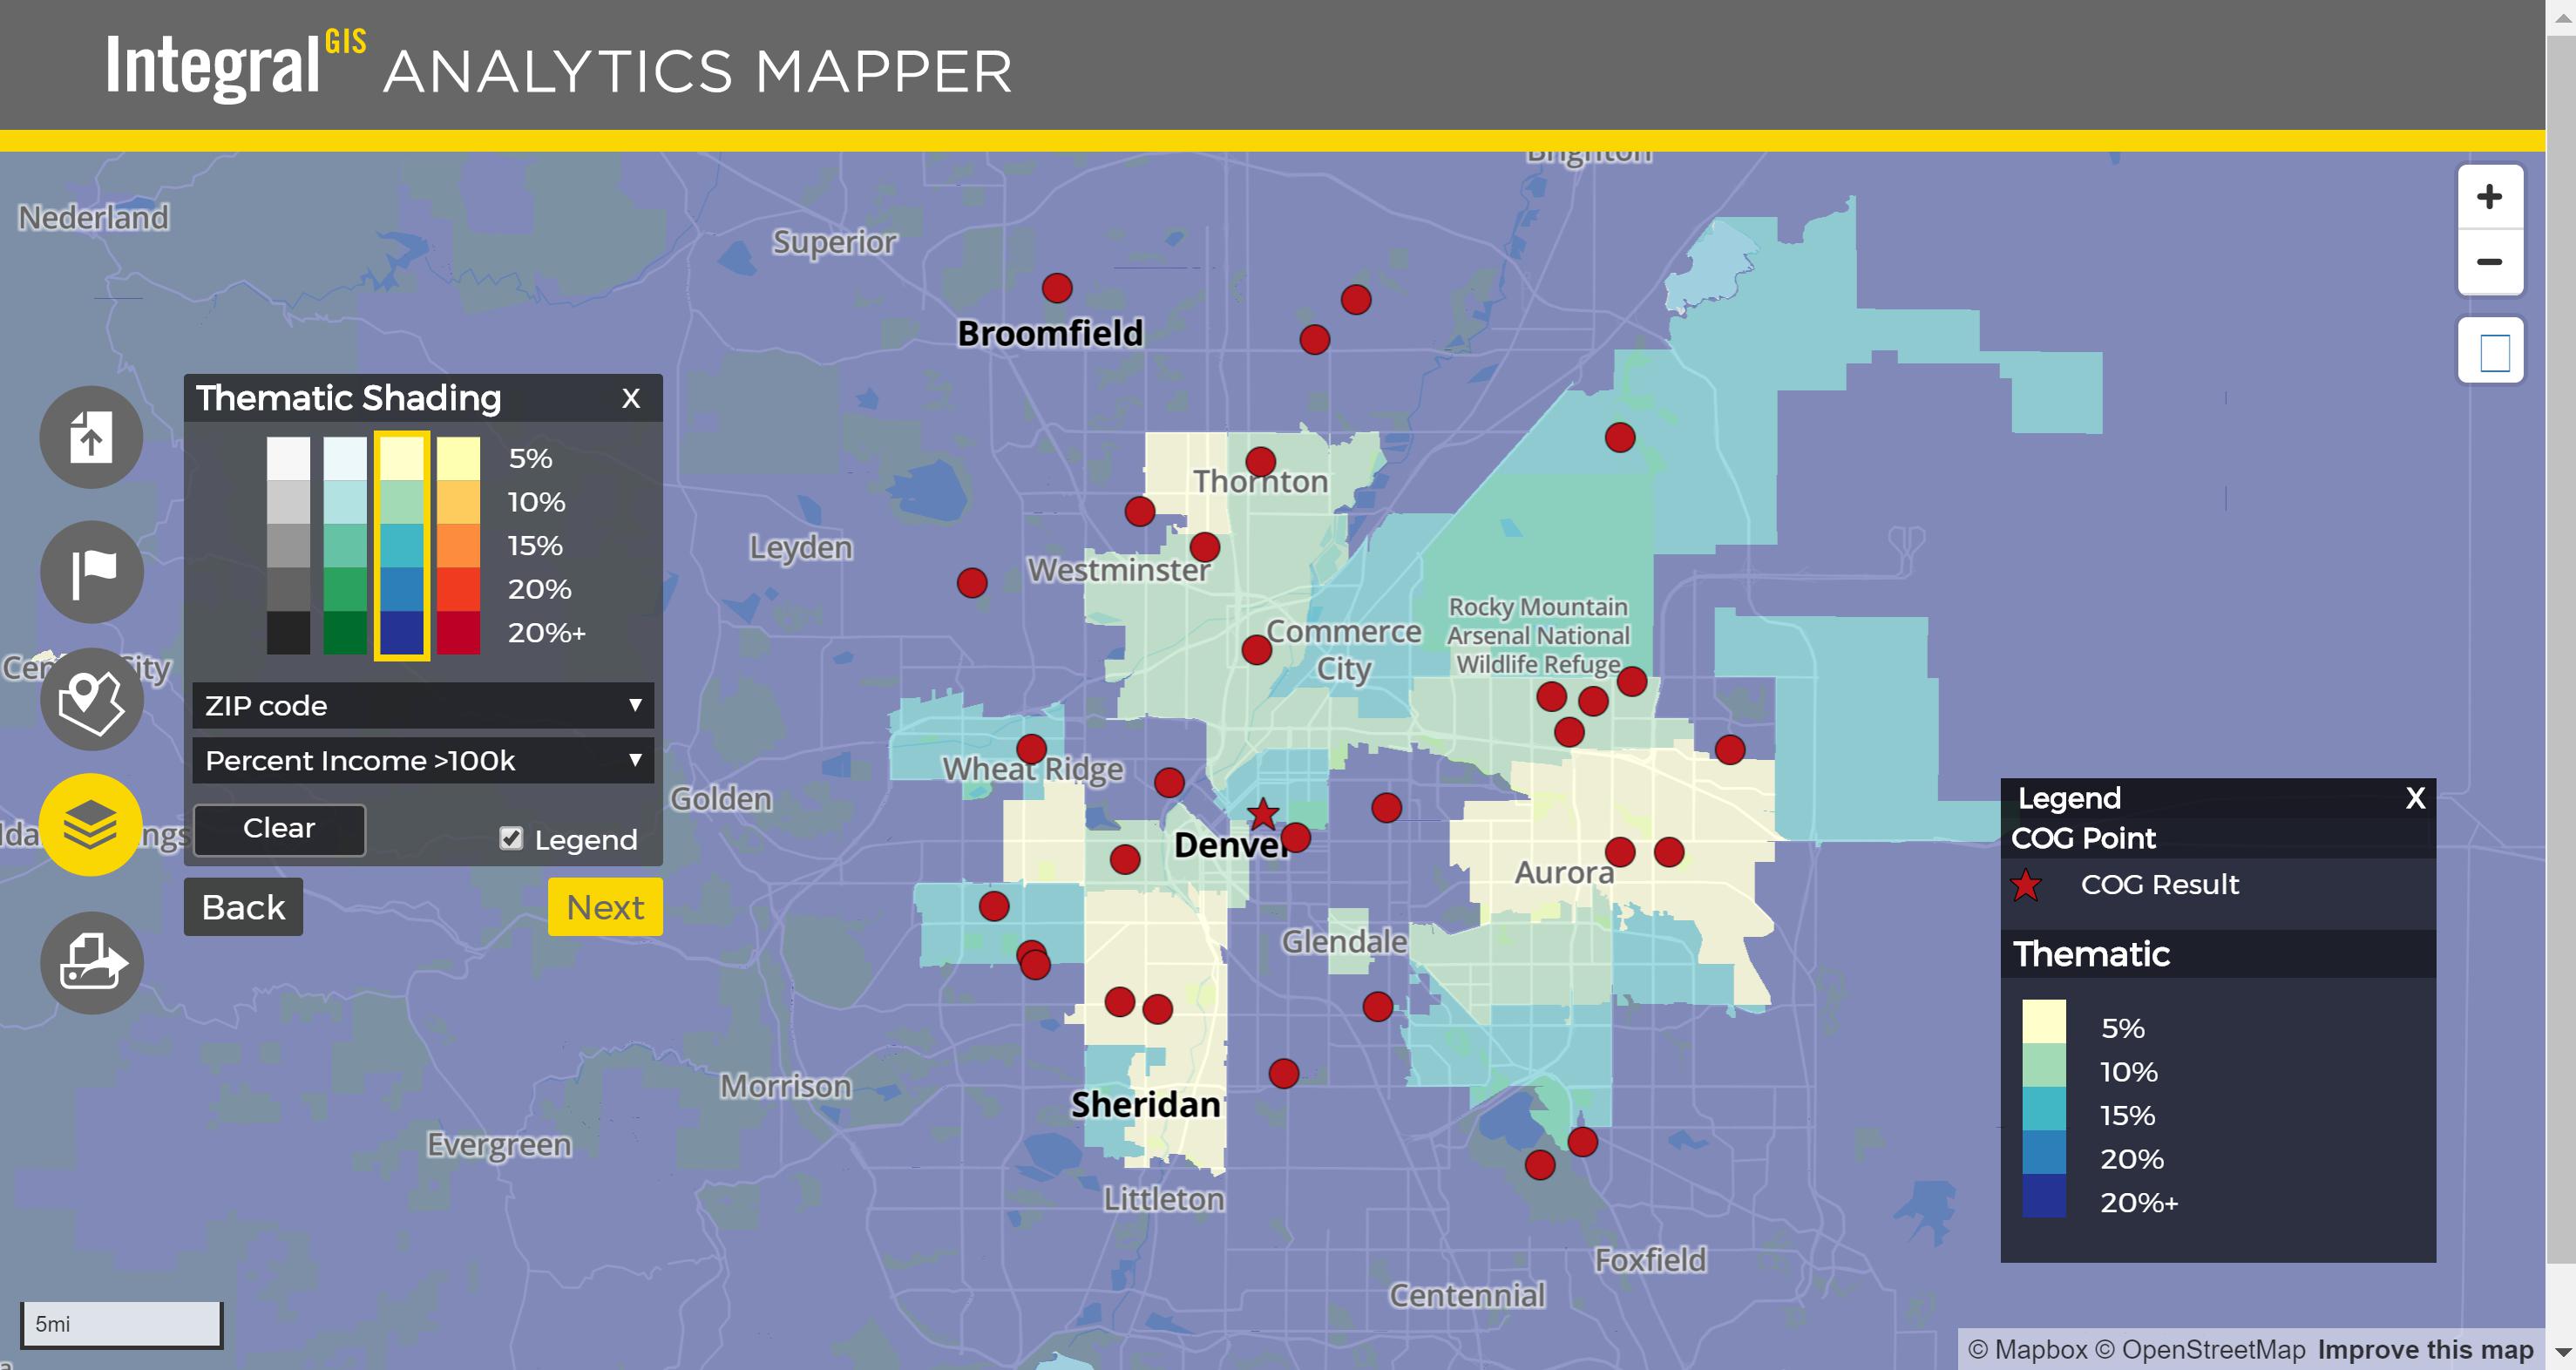 Integral GIS ANALYTICS MAPPER
Brighton
Nederland
Superior
Broomfield
Thematic Shading X
5%
10%
15%
20%
20%+
ZIP code
Percent Income >100k
Clear
Legend
Back
Next
Thornton
Leyden
Westminster
Rocky Mountain
Arsenal National
Wildlife Refuge
Commerce
City
Wheat Ridge
Golden
Denver
Aurora
Glendale
Morrison
Sheridan
Evergreen
Littleton
Foxfield
Centennial
Legend X
COG Point
COG Result
Thematic
5%
10%
15%
20%
20%+
5mi
© Mapbox © OpenStreetMap Improve this map